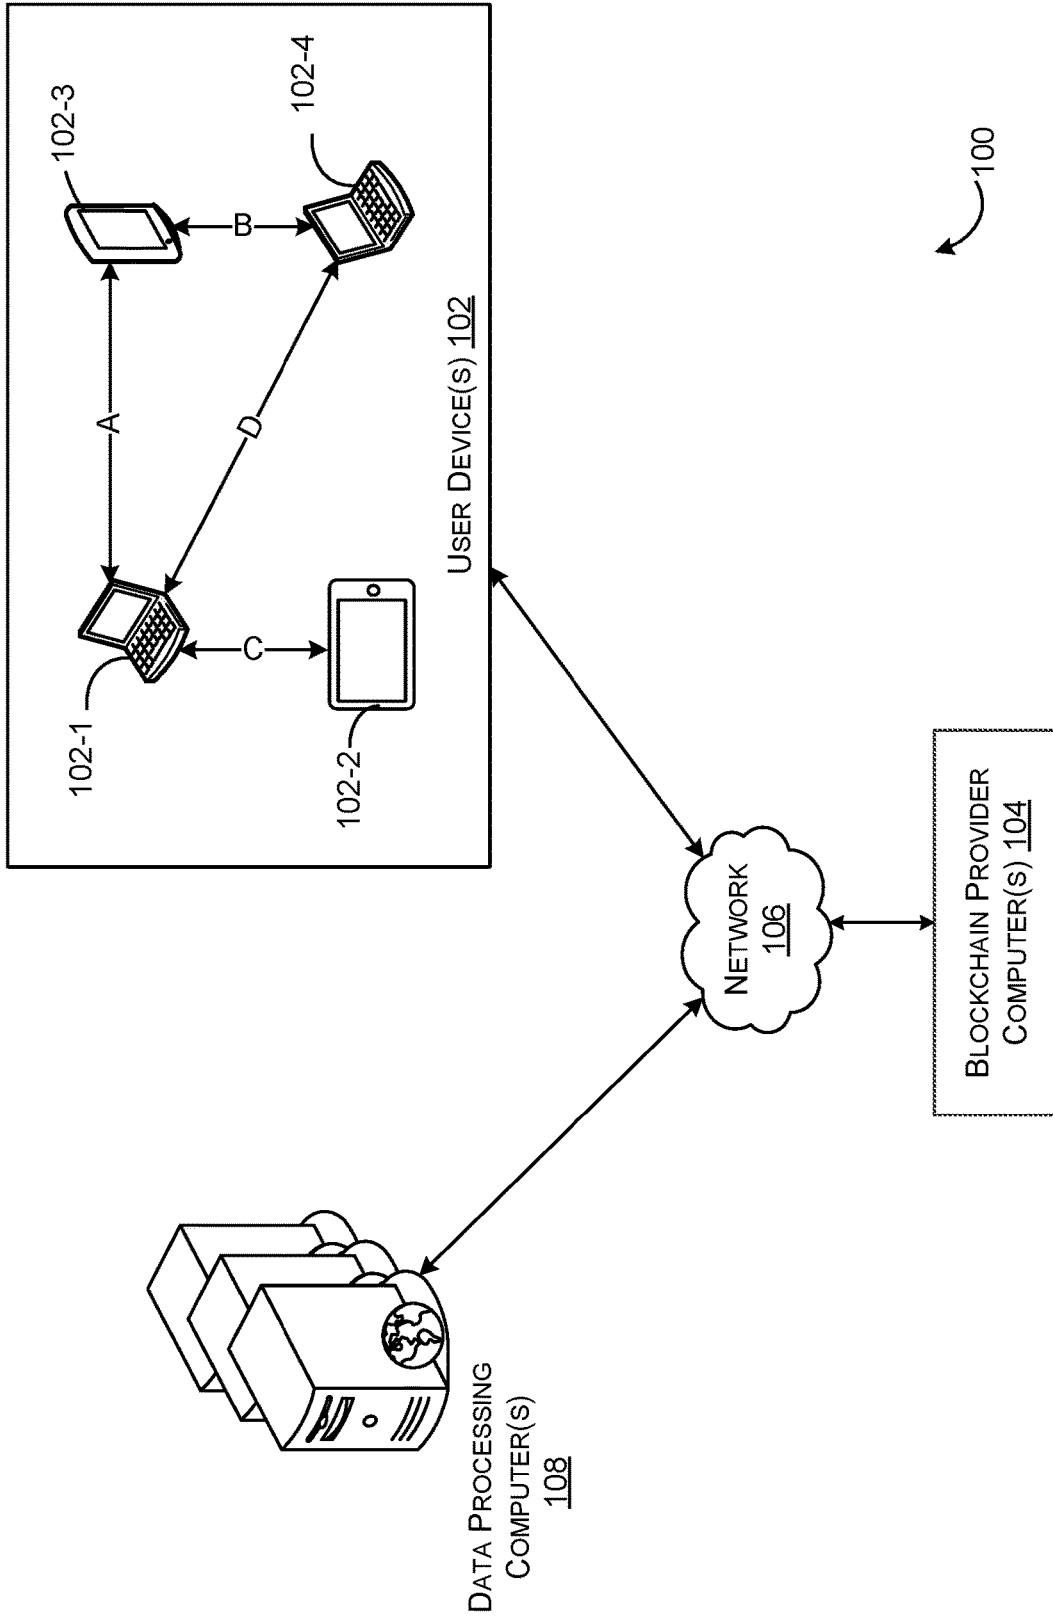 102-1
A
102-3
C
D
B
102-2
102-4
USER DEVICE(S) 102
DATA PROCESSING
COMPUTER(S)
108
NETWORK
106
BLOCKCHAIN PROVIDER
COMPUTER(S) 104
100